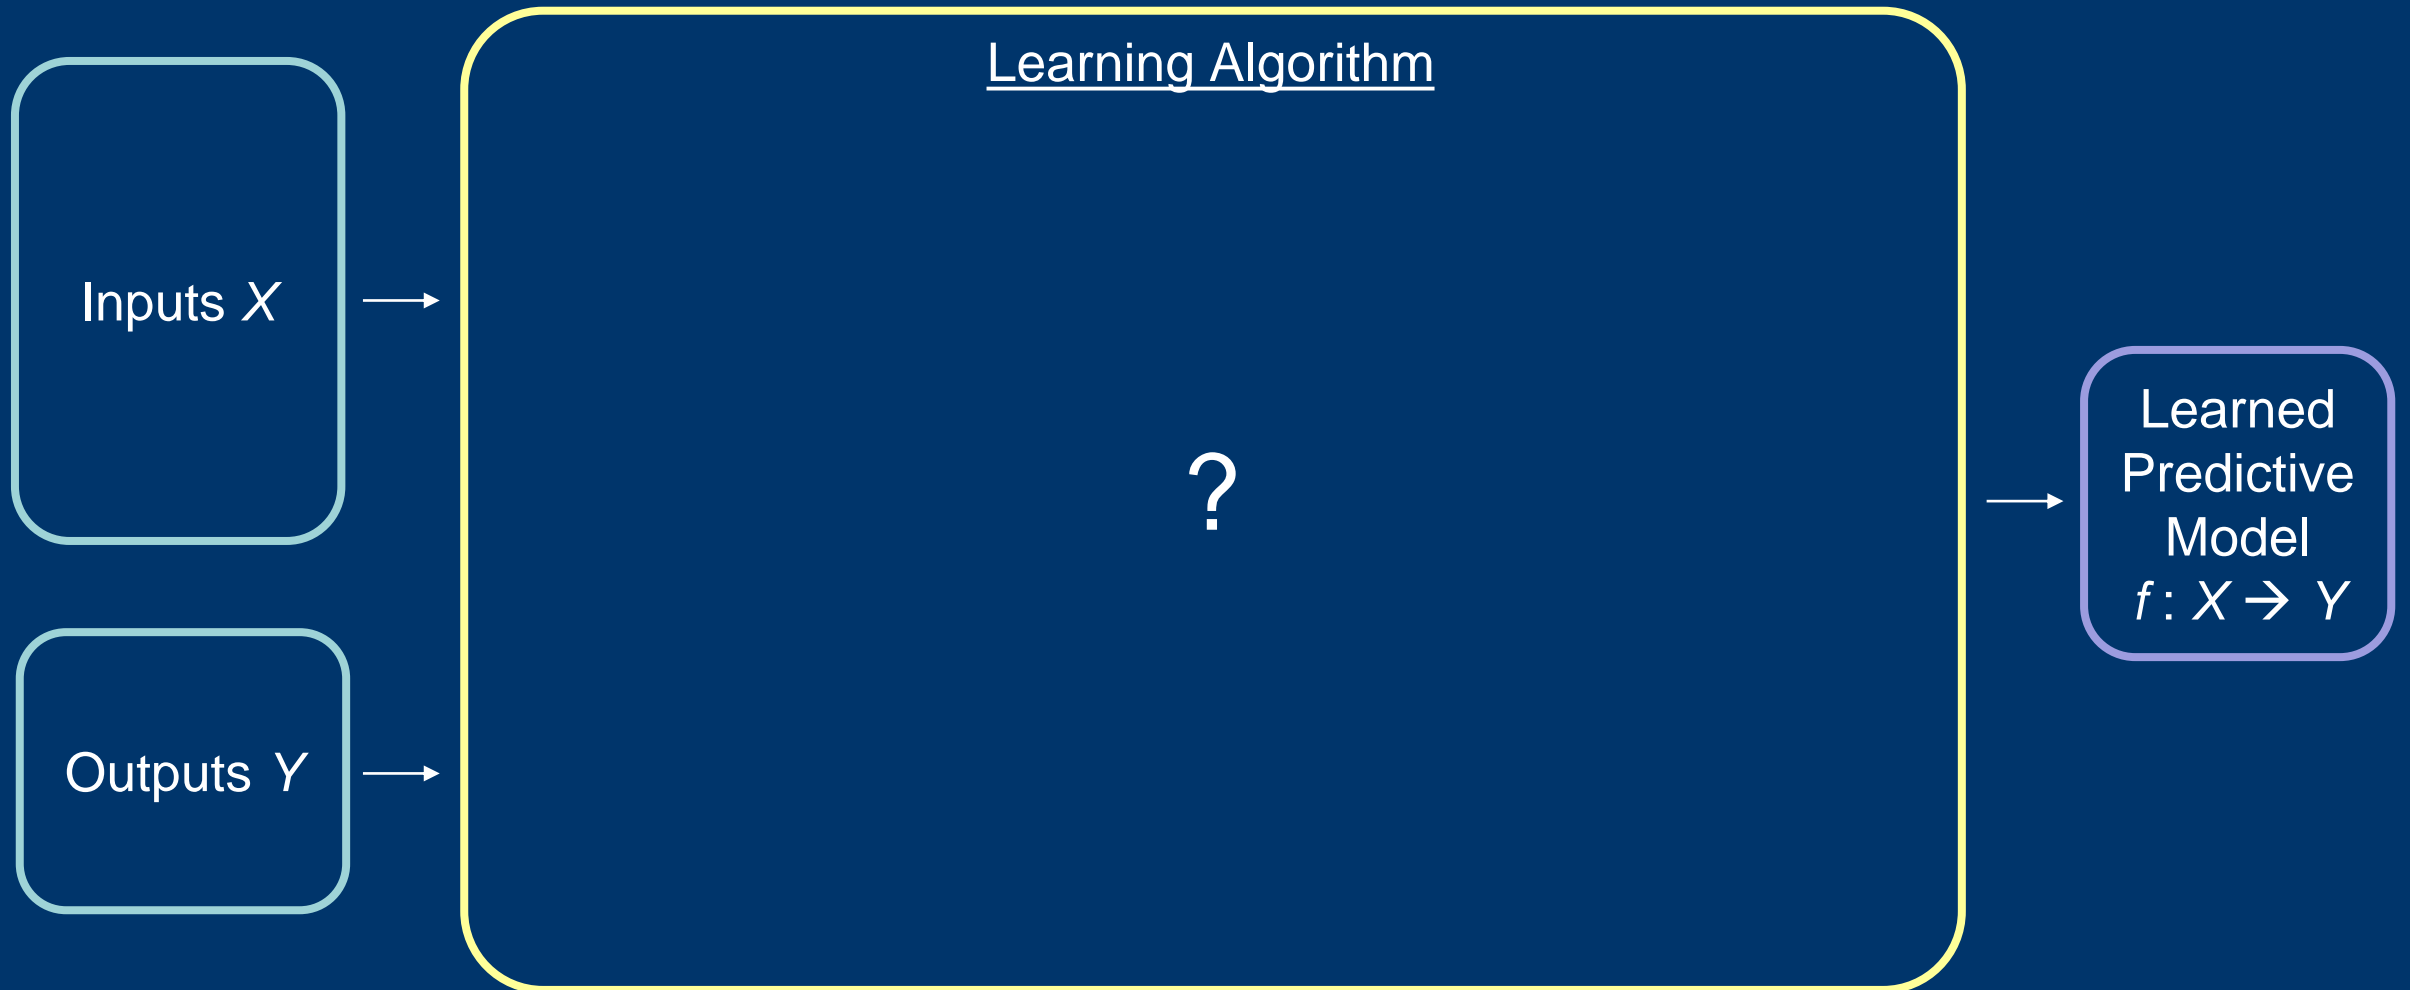 Learning Algorithm
Inputs X
?
Outputs Y
Learned
Predictive
Model
f : X → Y